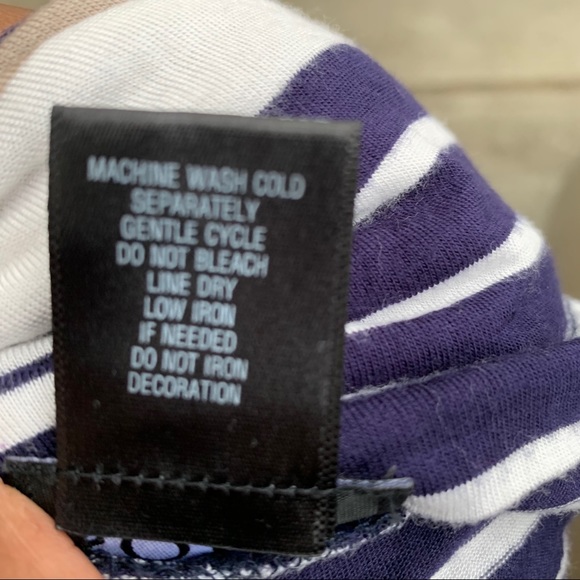 MACHINE WASH COLD
SEPARATELY
GENTLE CYCLE
DO NOT BLEACH
LINE DRY
LOW IRON
IF NEEDED
DO NOT IRON
DECORATION